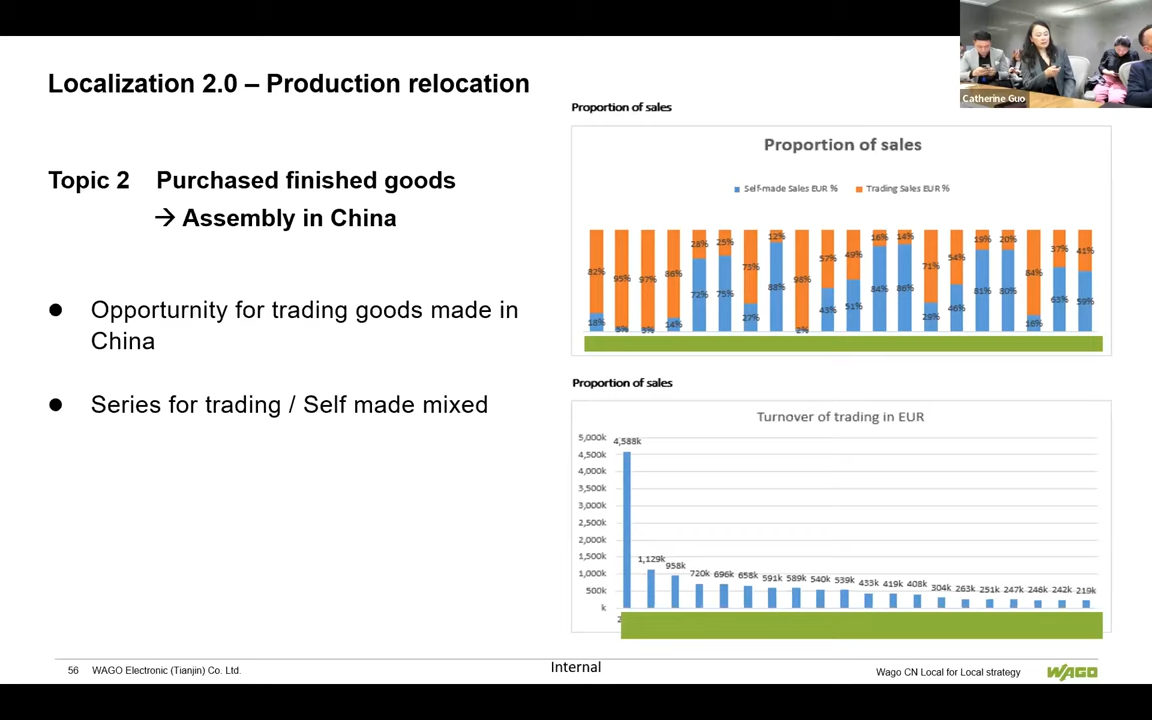 Localization 2.0 – Production relocation
Topic 2 Purchased finished goods
→ Assembly in China
● Opporturnity for trading goods made in
China
● Series for trading / Self made mixed
Catherine Guo
Proportion of sales
Proportion of sales
Self-made Sales EUR % Trading Sales EUR %
82% 95% 97% 86% 28% 25% 73% 12% 98% 57% 49% 16% 14% 71% 54% 19% 20% 84% 37% 41%
18% 5% 3% 14% 72% 75% 27% 88% 2% 43% 51% 84% 86% 29% 46% 81% 80% 16% 63% 59%
Proportion of sales
Turnover of trading in EUR
5,000k
4,500k
4,000k
3,500k
3,000k
2,500k
2,000k
1,500k
1,000k
500k
k
4,588k 1,129k 958k 720k 696k 658k 591k 589k 540k 539k 433k 419k 408k 304k 263k 251k 247k 246k 242k 219k
56 WAGO Electronic (Tianjin) Co. Ltd.
Internal
Wago CN Local for Local strategy
WAGO